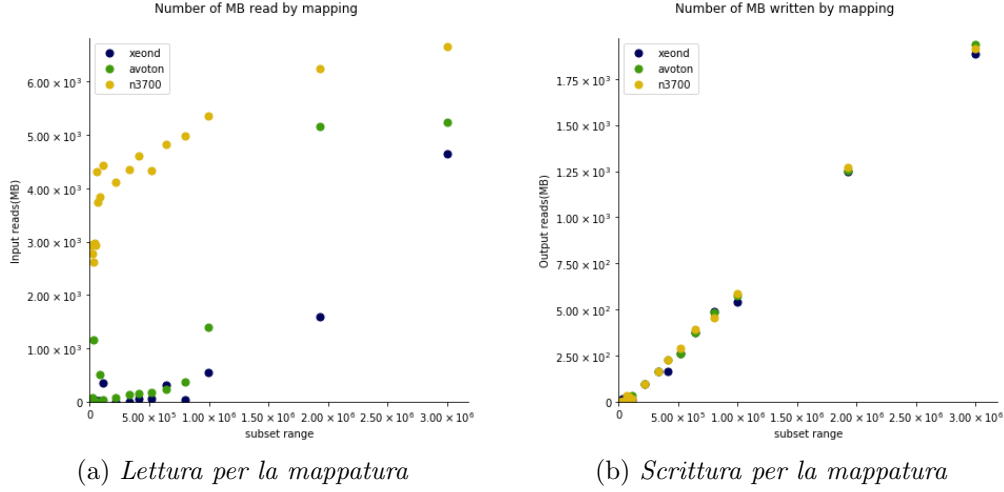 Number of MB read by mapping
xeond
avoton
n3700
Input reads(MB)
6.00 × 10³
5.00 × 10³
4.00 × 10³
3.00 × 10³
2.00 × 10³
1.00 × 10³
0
0
5.00 × 10⁵
1.00 × 10⁶
1.50 × 10⁶
2.00 × 10⁶
2.50 × 10⁶
3.00 × 10⁶
subset range
(a) Lettura per la mappatura
Number of MB written by mapping
xeond
avoton
n3700
Output reads(MB)
1.75 × 10³
1.50 × 10³
1.25 × 10³
1.00 × 10³
7.50 × 10²
5.00 × 10²
2.50 × 10²
0
0
5.00 × 10⁵
1.00 × 10⁶
1.50 × 10⁶
2.00 × 10⁶
2.50 × 10⁶
3.00 × 10⁶
subset range
(b) Scrittura per la mappatura